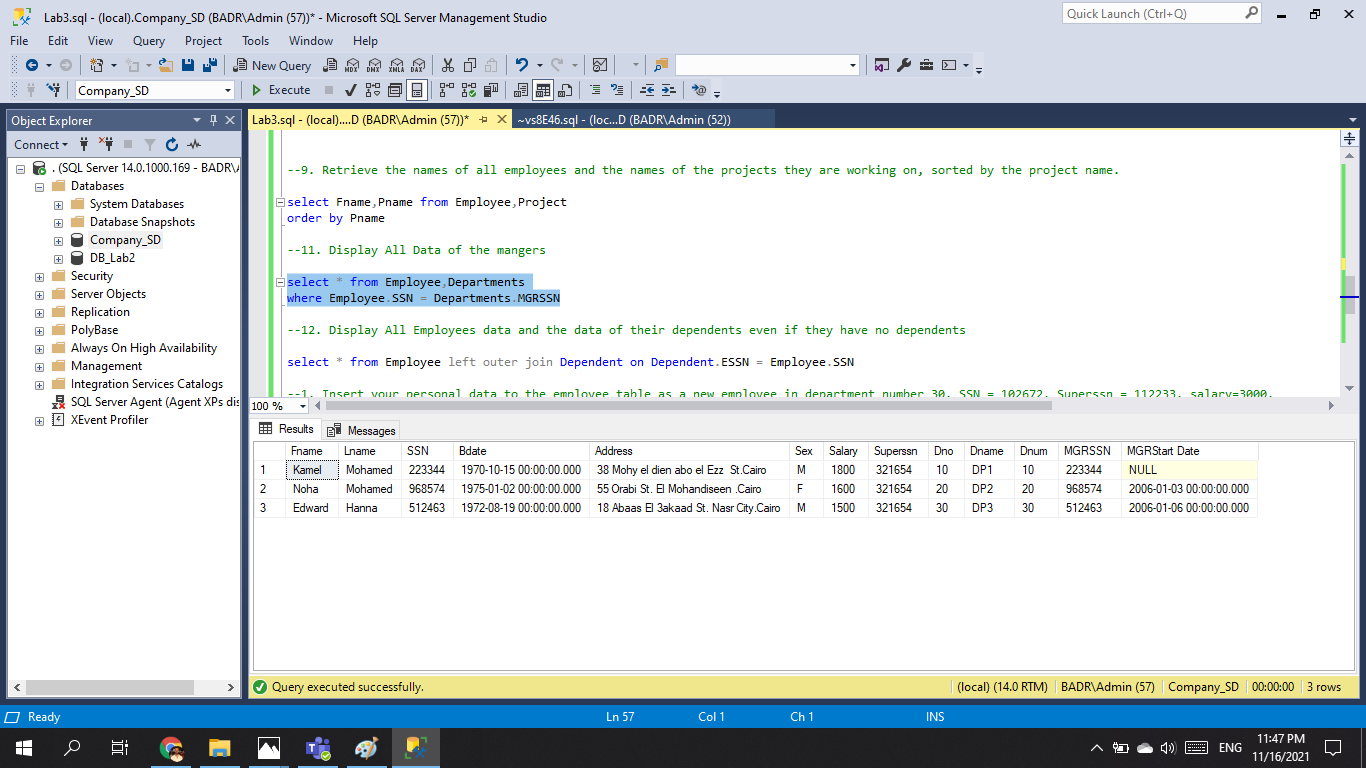 Lab3.sql - (local).Company_SD (BADR\Admin (57))* - Microsoft SQL Server Management Studio
Quick Launch (Ctrl+Q)
File Edit View Query Project Tools Window Help
New Query MDX DMX XMLA DAX
Company_SD Execute
Object Explorer
Lab3.sql - (local)....D (BADR\Admin (57))* ~vs8E46.sql - (loc...D (BADR\Admin (52))
Connect
. (SQL Server 14.0.1000.169 - BADR\A
Databases
System Databases
Database Snapshots
Company_SD
DB_Lab2
Security
Server Objects
Replication
PolyBase
Always On High Availability
Management
Integration Services Catalogs
SQL Server Agent (Agent XPs dis
XEvent Profiler
--9. Retrieve the names of all employees and the names of the projects they are working on, sorted by the project name.
select Fname,Pname from Employee,Project
order by Pname
--11. Display All Data of the mangers
select * from Employee,Departments
where Employee.SSN = Departments.MGRSSN
--12. Display All Employees data and the data of their dependents even if they have no dependents
select * from Employee left outer join Dependent on Dependent.ESSN = Employee.SSN
--1. Insert your personal data to the employee table as a new employee in department number 30, SSN = 102672, Superssn = 112233, salary=3000.
100 %
Results Messages
Fname Lname SSN Bdate Address Sex Salary Superssn Dno Dname Dnum MGRSSN MGRStart Date
1 Kamel Mohamed 223344 1970-10-15 00:00:00.000 38 Mohy el dien abo el Ezz St.Cairo M 1800 321654 10 DP1 10 223344 NULL
2 Noha Mohamed 968574 1975-01-02 00:00:00.000 55 Orabi St. El Mohandiseen .Cairo F 1600 321654 20 DP2 20 968574 2006-01-03 00:00:00.000
3 Edward Hanna 512463 1972-08-19 00:00:00.000 18 Abaas El 3akaad St. Nasr City.Cairo M 1500 321654 30 DP3 30 512463 2006-01-06 00:00:00.000
Query executed successfully. (local) (14.0 RTM) BADR\Admin (57) Company_SD 00:00:00 3 rows
Ready Ln 57 Col 1 Ch 1 INS
ENG 11:47 PM
11/16/2021